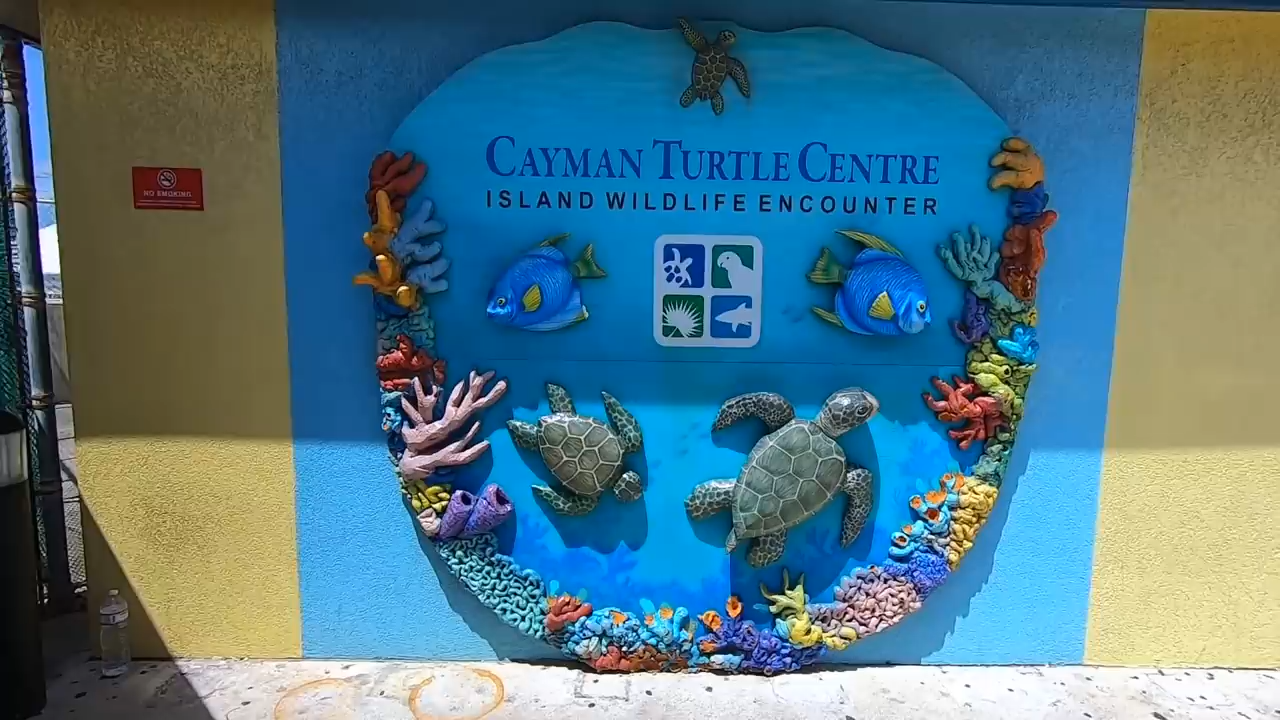 CAYMAN TURTLE CENTRE
ISLAND WILDLIFE ENCOUNTER
NO SMOKING